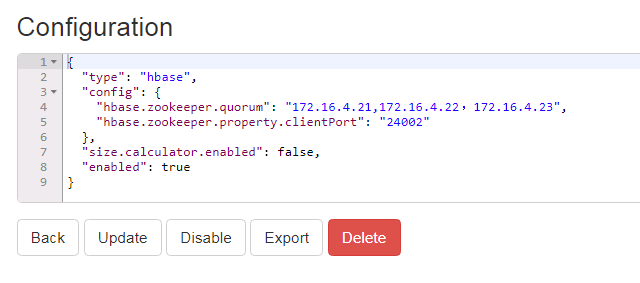 Configuration
1 {
2   "type": "hbase",
3   "config": {
4     "hbase.zookeeper.quorum": "172.16.4.21,172.16.4.22，172.16.4.23",
5     "hbase.zookeeper.property.clientPort": "24002"
6   },
7   "size.calculator.enabled": false,
8   "enabled": true
9 }
Back Update Disable Export Delete